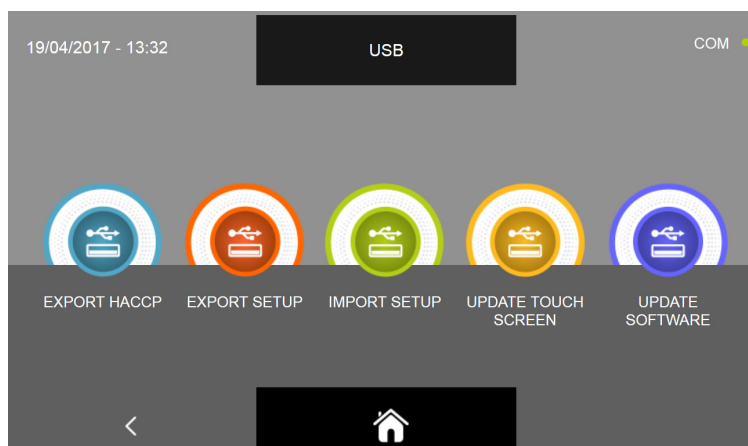 19/04/2017 - 13:32
USB
COM
EXPORT HACCP
EXPORT SETUP
IMPORT SETUP
UPDATE TOUCH
SCREEN
UPDATE
SOFTWARE